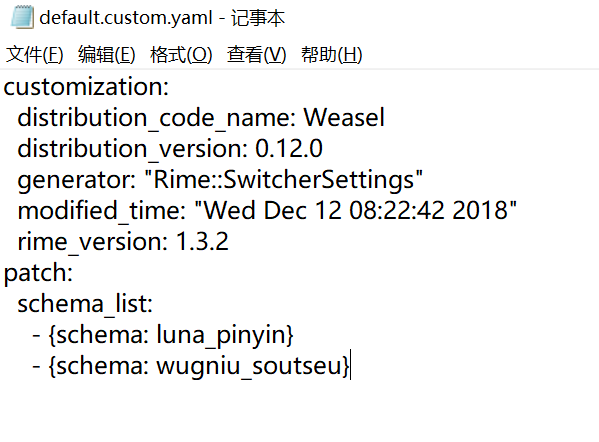 default.custom.yaml - 记事本
文件(F) 编辑(E) 格式(O) 查看(V) 帮助(H)
customization:
  distribution_code_name: Weasel
  distribution_version: 0.12.0
  generator: "Rime::SwitcherSettings"
  modified_time: "Wed Dec 12 08:22:42 2018"
  rime_version: 1.3.2
patch:
  schema_list:
    - {schema: luna_pinyin}
    - {schema: wugniu_soutseu}